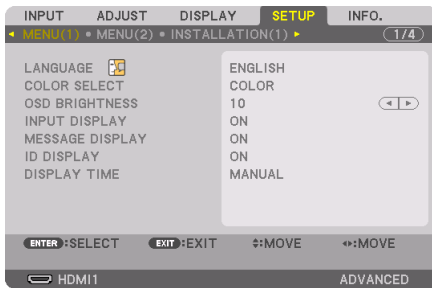 INPUT ADJUST DISPLAY SETUP INFO.
MENU(1) • MENU(2) • INSTALLATION(1) 1/4
LANGUAGE ENGLISH
COLOR SELECT COLOR
OSD BRIGHTNESS 10
INPUT DISPLAY ON
MESSAGE DISPLAY ON
ID DISPLAY ON
DISPLAY TIME MANUAL
ENTER:SELECT EXIT:EXIT :MOVE :MOVE
HDMI1 ADVANCED